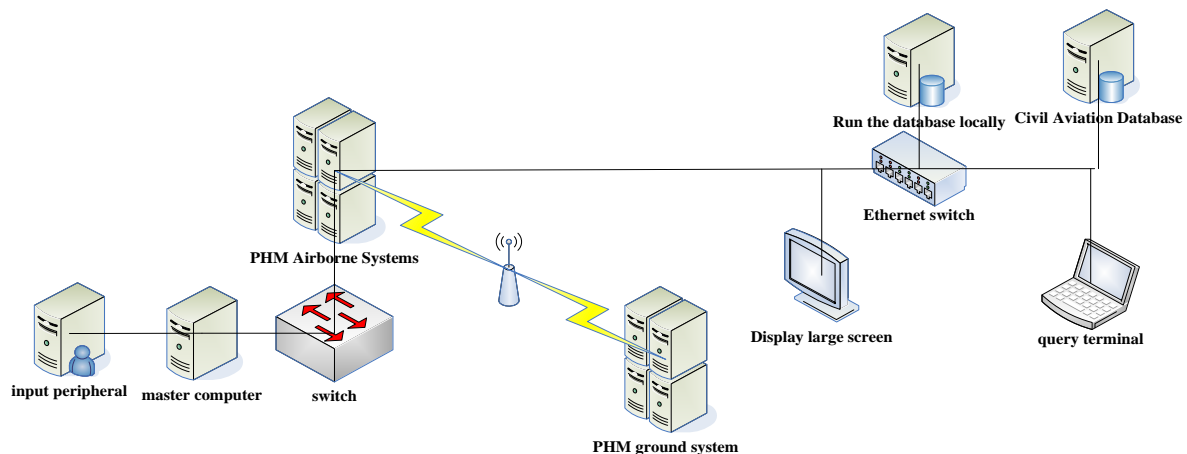 Run the database locally
Civil Aviation Database
Ethernet switch
PHM Airborne Systems
Display large screen
query terminal
input peripheral
master computer
switch
PHM ground system